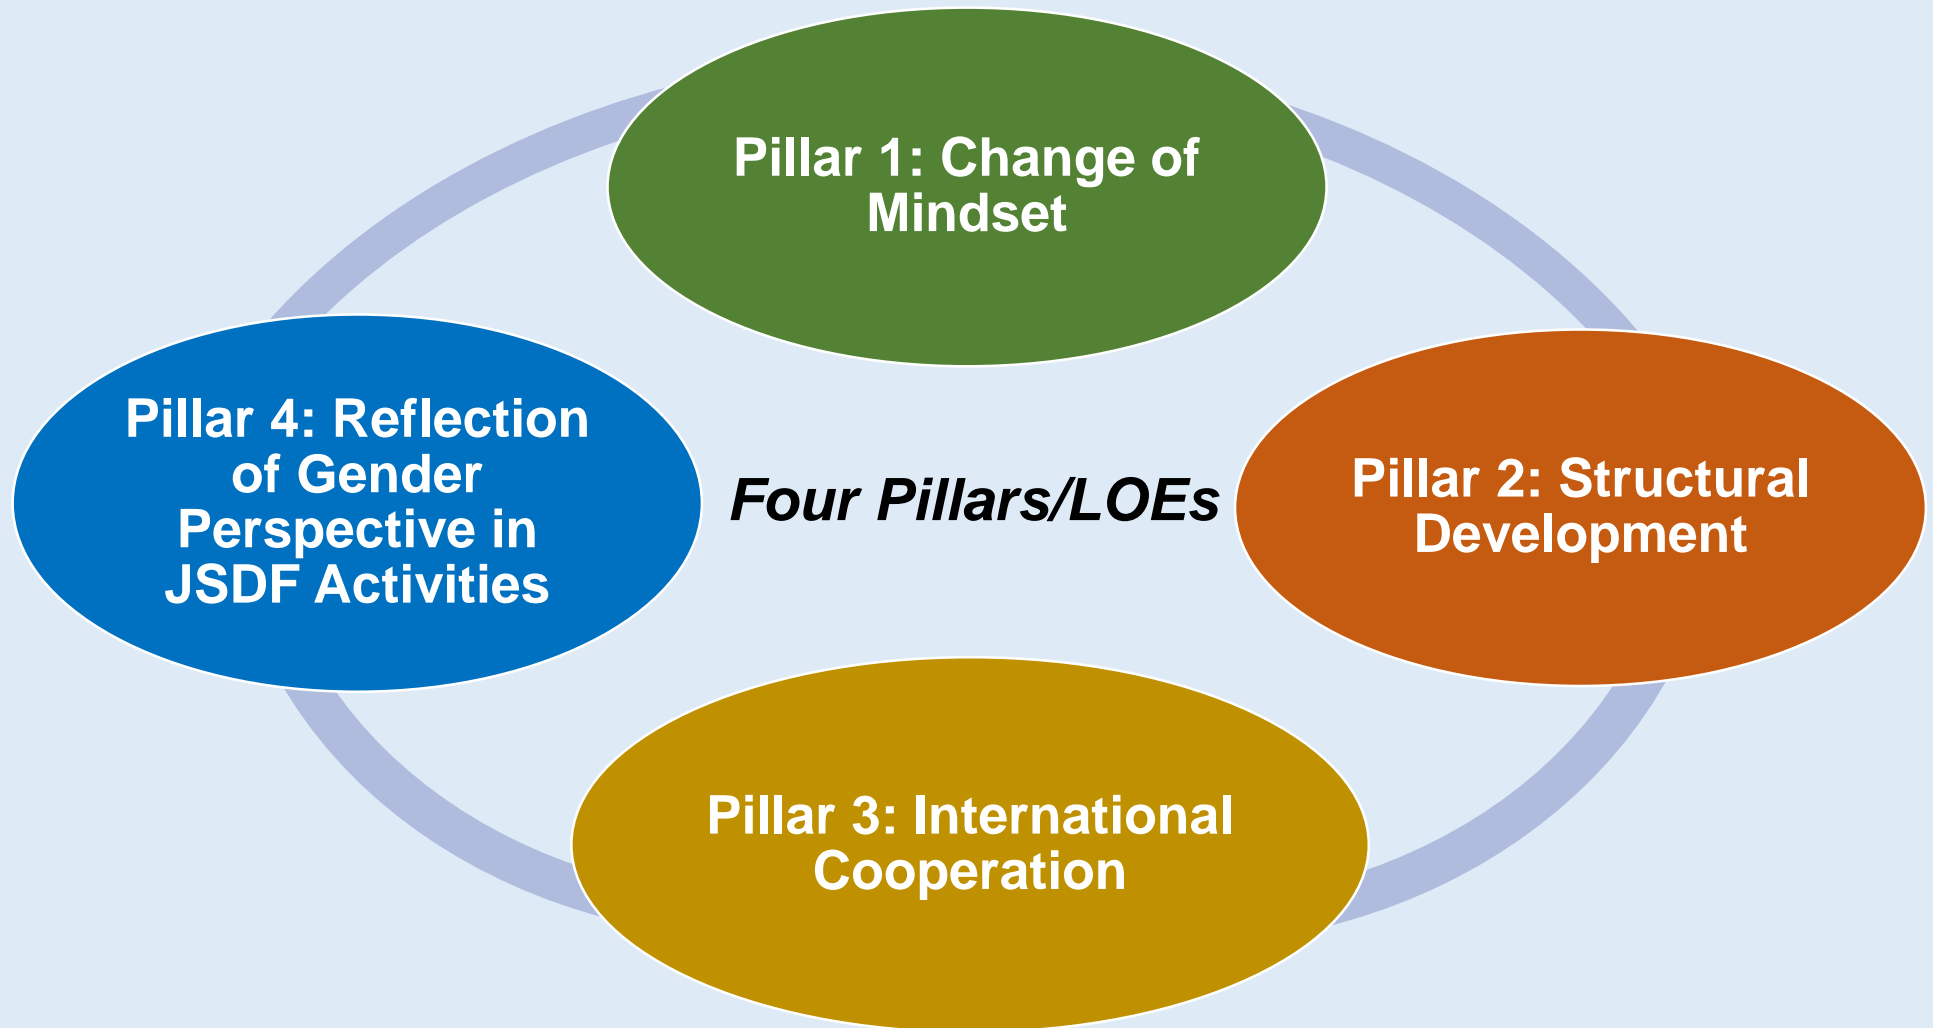 Pillar 1: Change of
Mindset
Pillar 2: Structural
Development
Pillar 3: International
Cooperation
Pillar 4: Reflection
of Gender
Perspective in
JSDF Activities
Four Pillars/LOEs